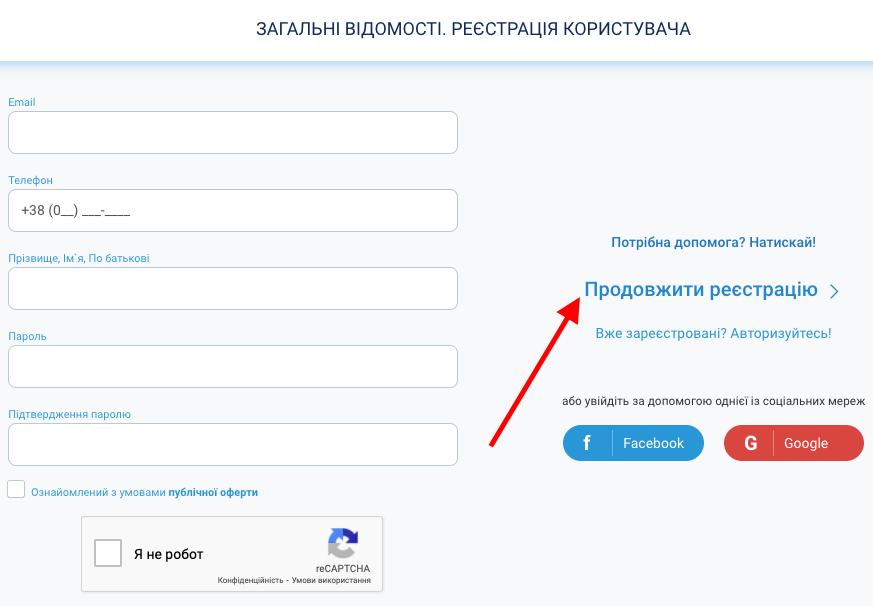 ЗАГАЛЬНІ ВІДОМОСТІ. РЕЄСТРАЦІЯ КОРИСТУВАЧА
Email
Телефон
+38 (0__) ___-____
Прізвище, Ім`я, По батькові
Пароль
Підтвердження паролю
Ознайомлений з умовами публічної оферти
Я не робот
reCAPTCHA
Конфіденційність - Умови використання
Потрібна допомога? Натискай!
Продовжити реєстрацію
Вже зареєстровані? Авторизуйтесь!
або увійдіть за допомогою однієї із соціальних мереж
f Facebook
G Google